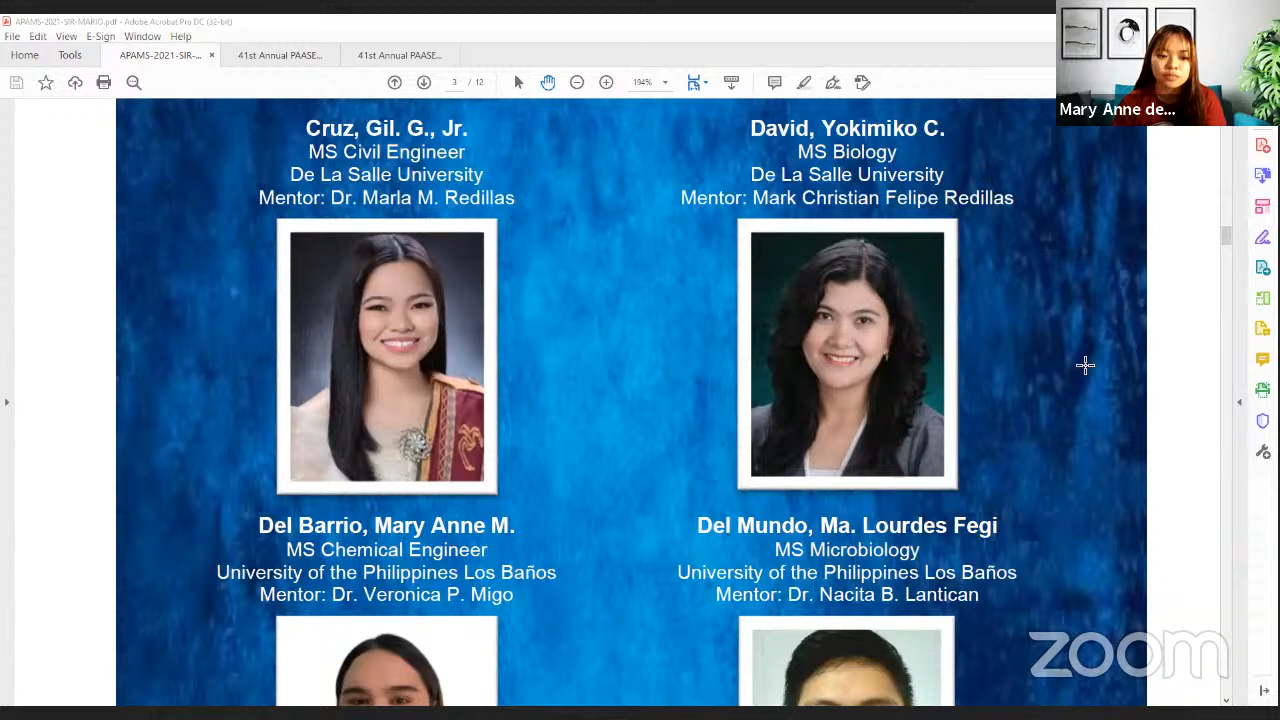 APAMS-2021-SIR-MARIO.pdf - Adobe Acrobat Pro DC (32-bit)
File Edit View E-Sign Window Help
Home Tools APAMS-2021-SIR-... × 41st Annual PAASE... 41st Annual PAASE...
3 / 12 194%
Mary Anne de...
Cruz, Gil. G., Jr.
MS Civil Engineer
De La Salle University
Mentor: Dr. Marla M. Redillas
David, Yokimiko C.
MS Biology
De La Salle University
Mentor: Mark Christian Felipe Redillas
Del Barrio, Mary Anne M.
MS Chemical Engineer
University of the Philippines Los Baños
Mentor: Dr. Veronica P. Migo
Del Mundo, Ma. Lourdes Fegi
MS Microbiology
University of the Philippines Los Baños
Mentor: Dr. Nacita B. Lantican
zoom